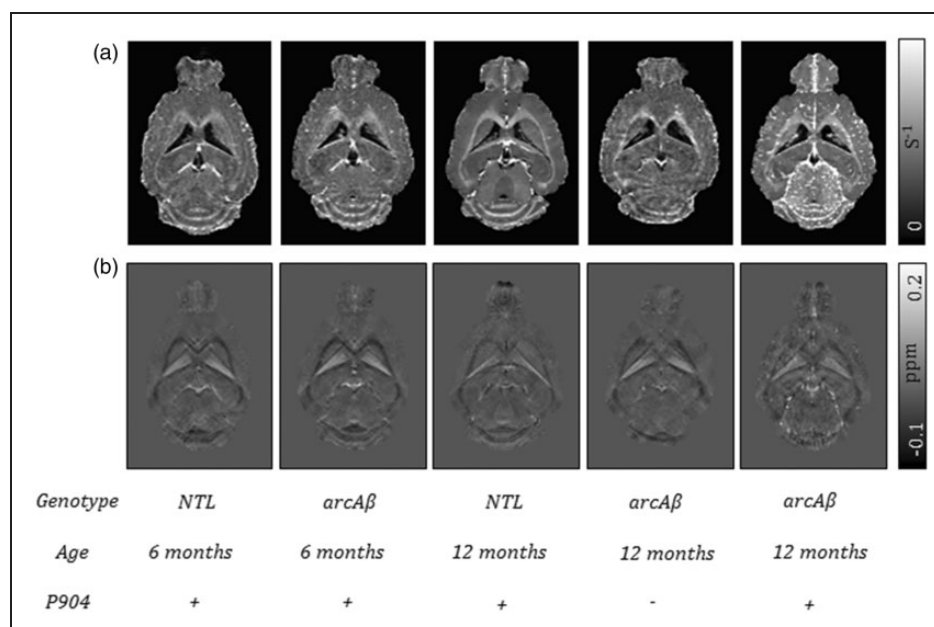 (a)
S⁻¹
0
(b)
0.2
ppm
-0.1
Genotype NTL arcAβ NTL arcAβ arcAβ
Age 6 months 6 months 12 months 12 months 12 months
P904 + + + - +